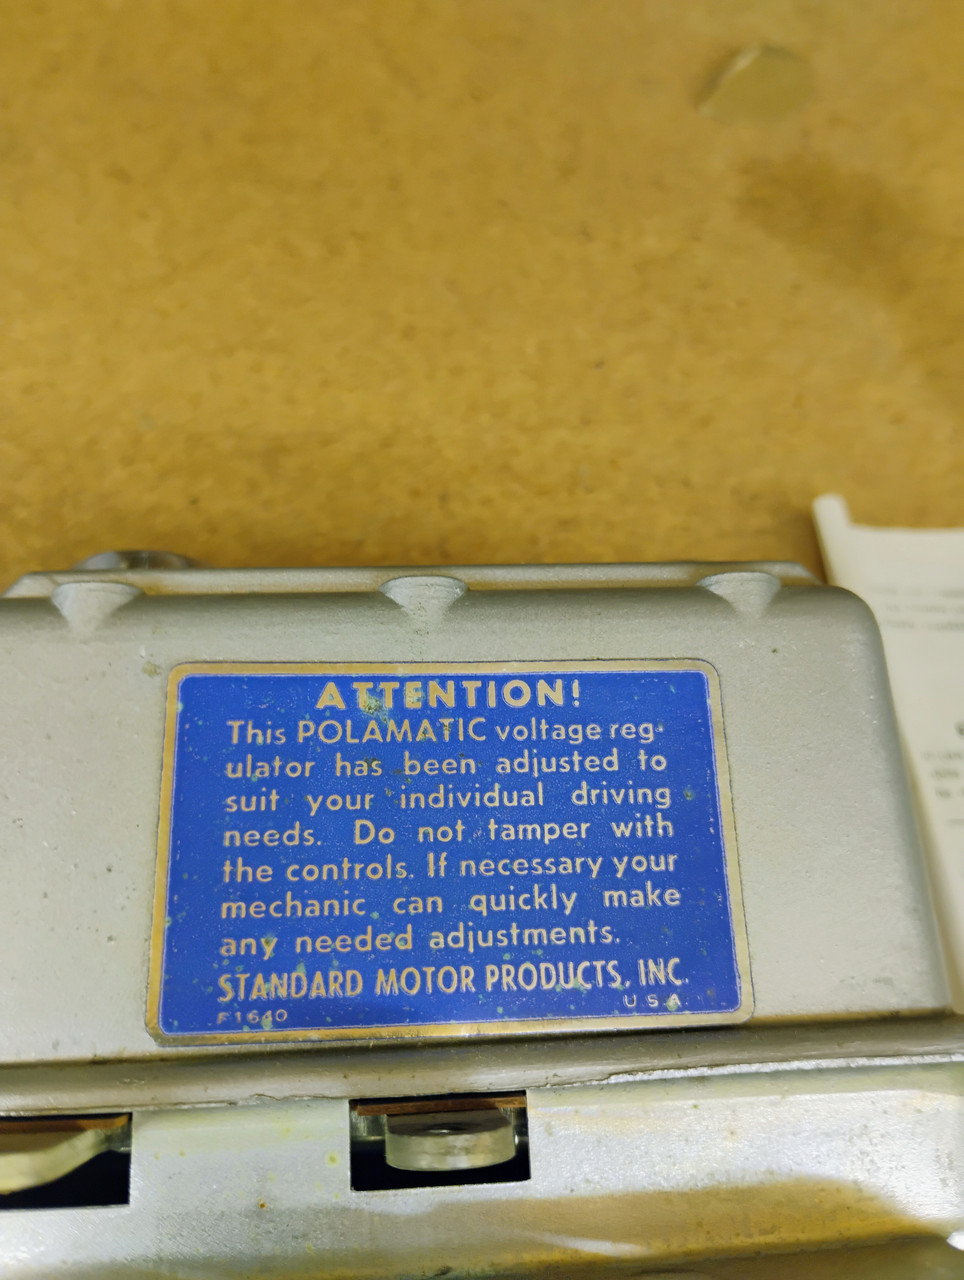 ATTENTION!
This POLAMATIC voltage reg-
ulator has been adjusted to
suit your individual driving
needs. Do not tamper with
the controls. If necessary your
mechanic can quickly make
any needed adjustments.
STANDARD MOTOR PRODUCTS, INC.
U S A
F1640